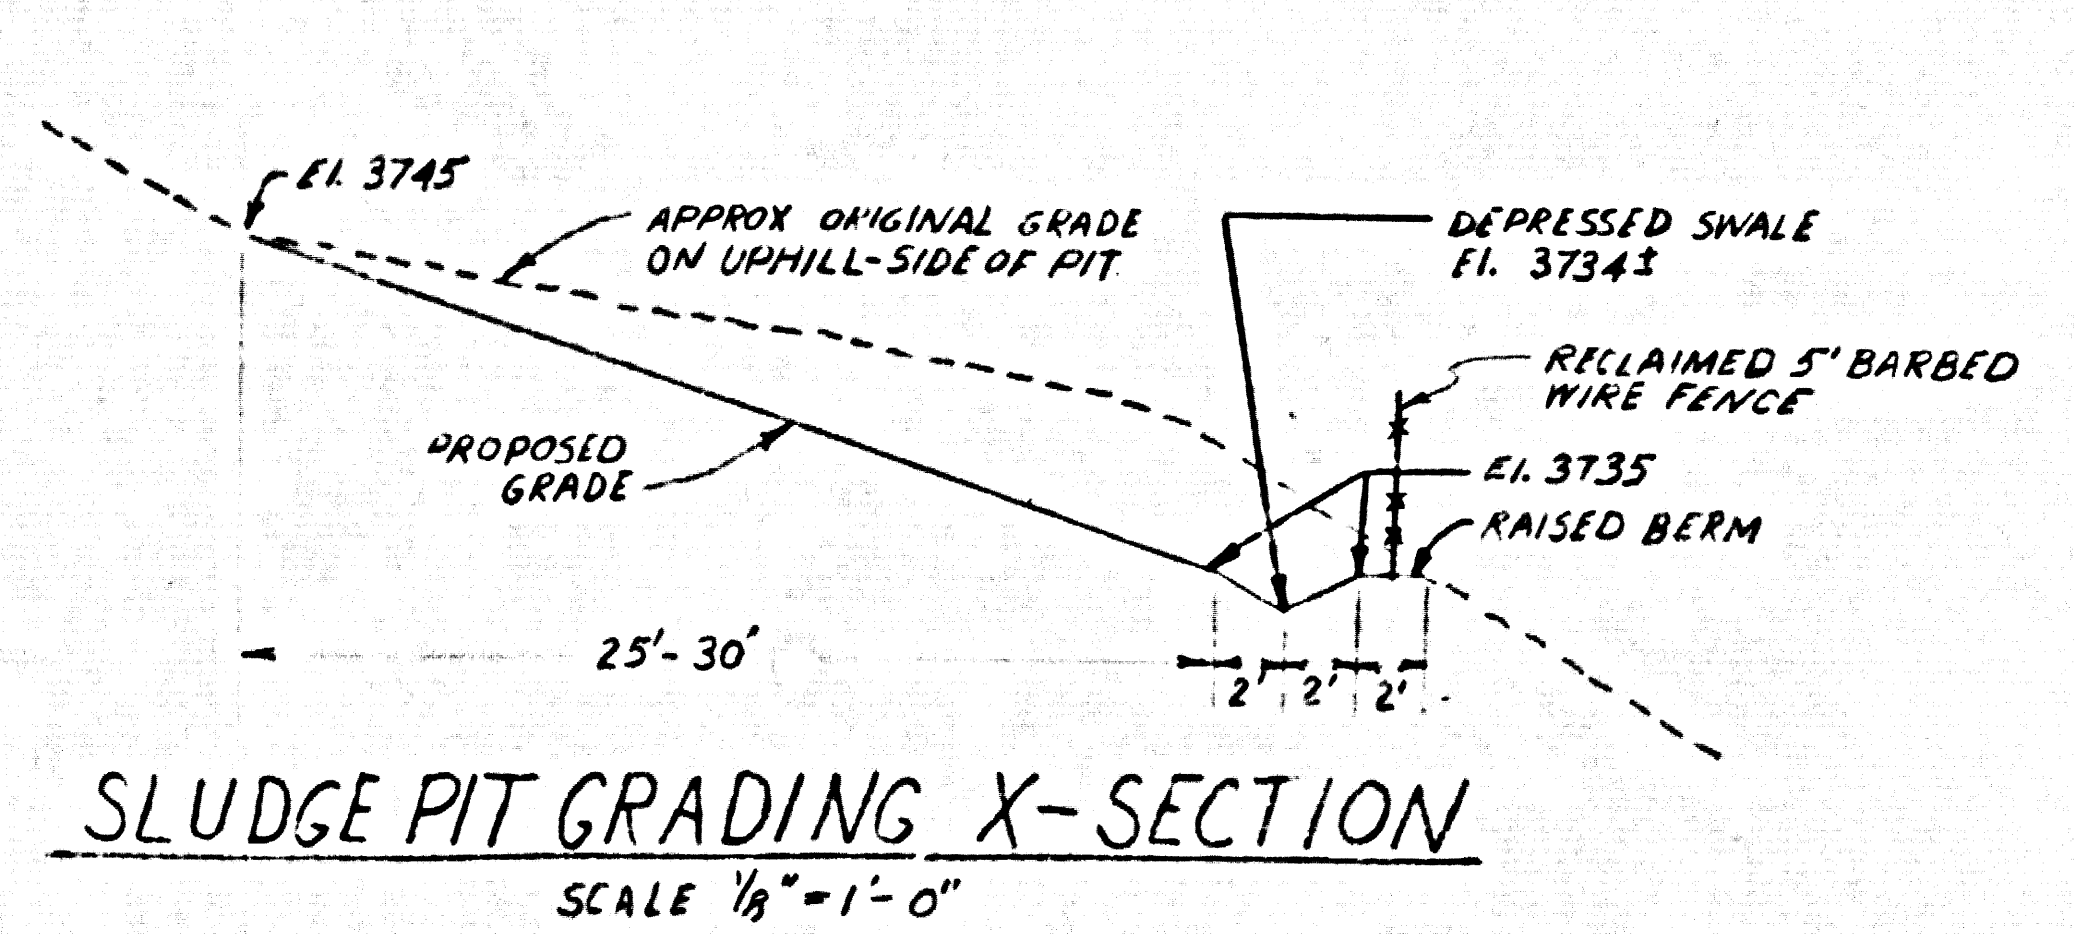 El. 3745
APPROX ORIGINAL GRADE
ON UPHILL-SIDE OF PIT
DEPRESSED SWALE
El. 3734±
RECLAIMED 5' BARBED
WIRE FENCE
PROPOSED
GRADE
El. 3735
RAISED BERM
25'-30'
2' 2' 2'
SLUDGE PIT GRADING X-SECTION
SCALE 1/8" = 1'-0"